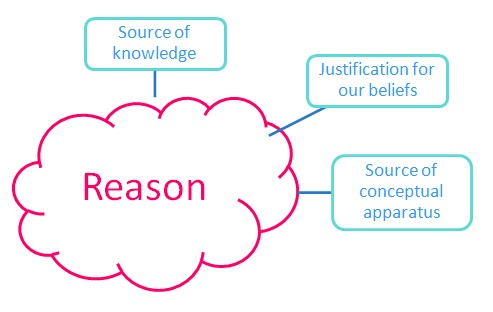 Source of
knowledge
Justification for
our beliefs
Reason
Source of
conceptual
apparatus